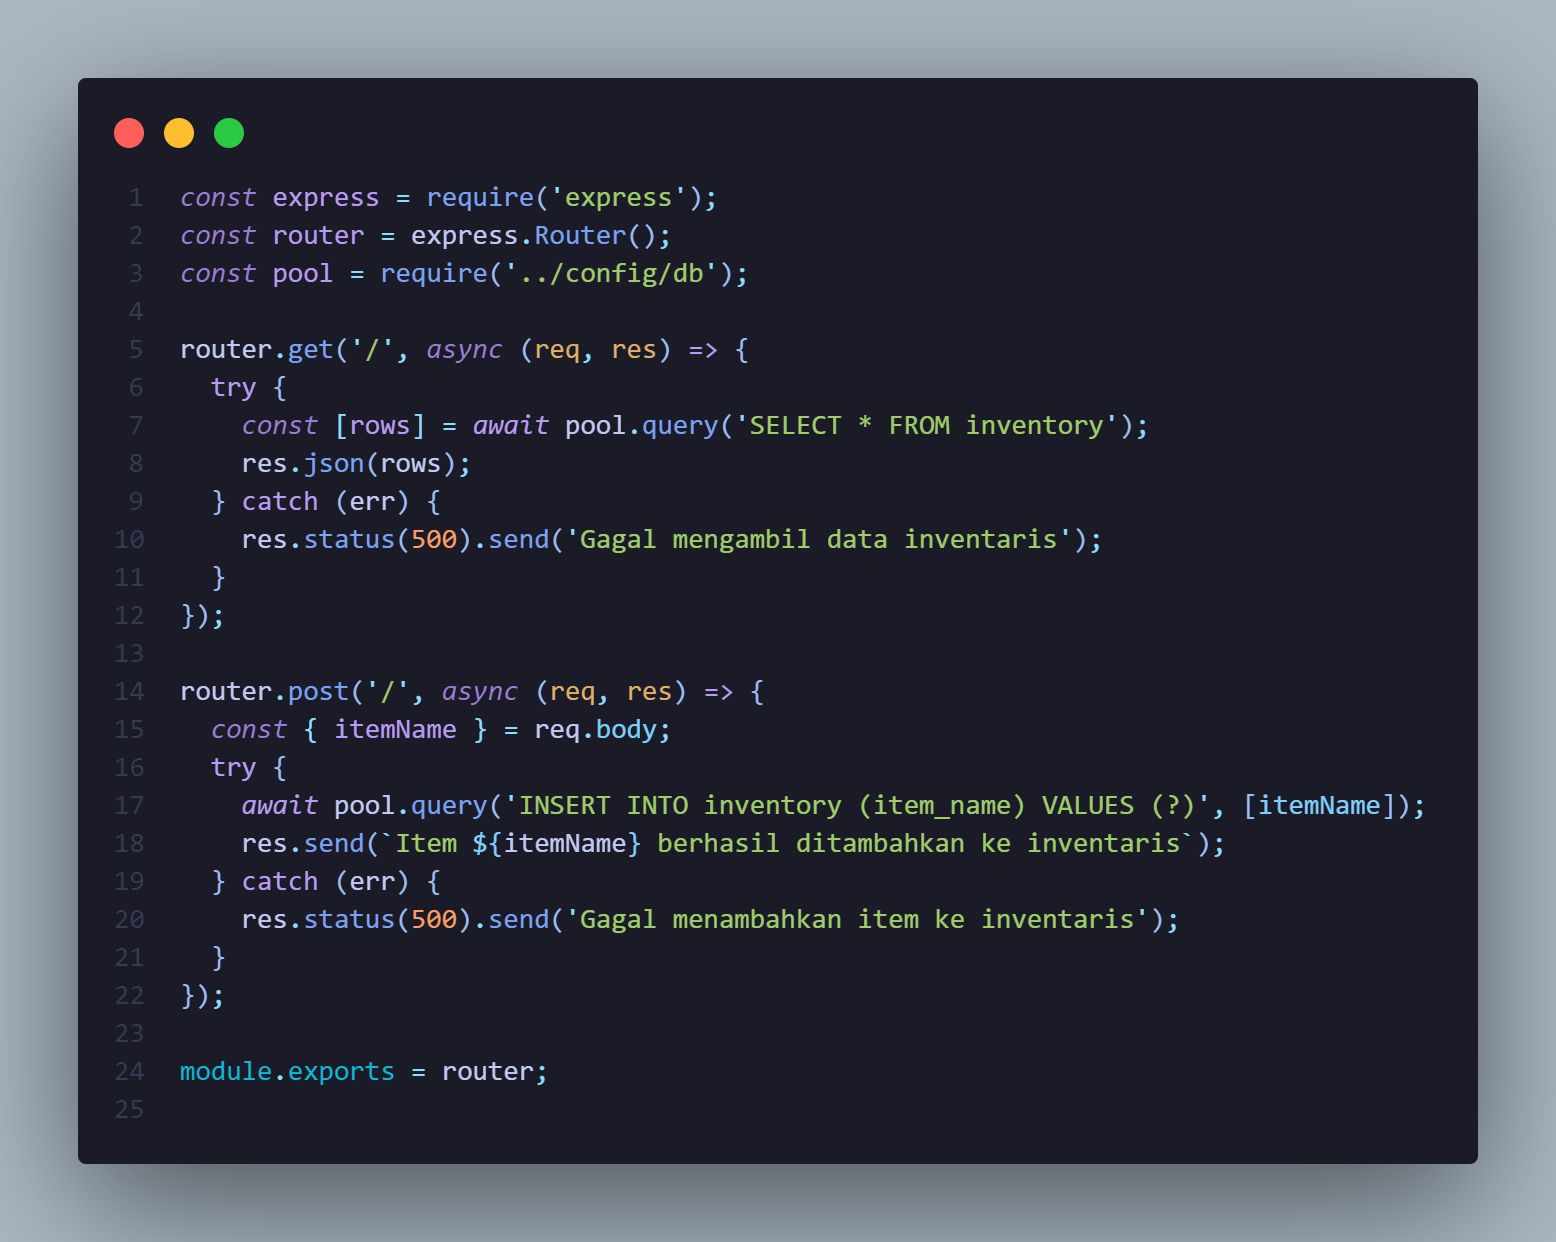 1 const express = require('express');
2 const router = express.Router();
3 const pool = require('../config/db');
4
5 router.get('/', async (req, res) => {
6   try {
7     const [rows] = await pool.query('SELECT * FROM inventory');
8     res.json(rows);
9   } catch (err) {
10     res.status(500).send('Gagal mengambil data inventaris');
11   }
12 });
13
14 router.post('/', async (req, res) => {
15   const { itemName } = req.body;
16   try {
17     await pool.query('INSERT INTO inventory (item_name) VALUES (?)', [itemName]);
18     res.send(`Item ${itemName} berhasil ditambahkan ke inventaris`);
19   } catch (err) {
20     res.status(500).send('Gagal menambahkan item ke inventaris');
21   }
22 });
23
24 module.exports = router;
25